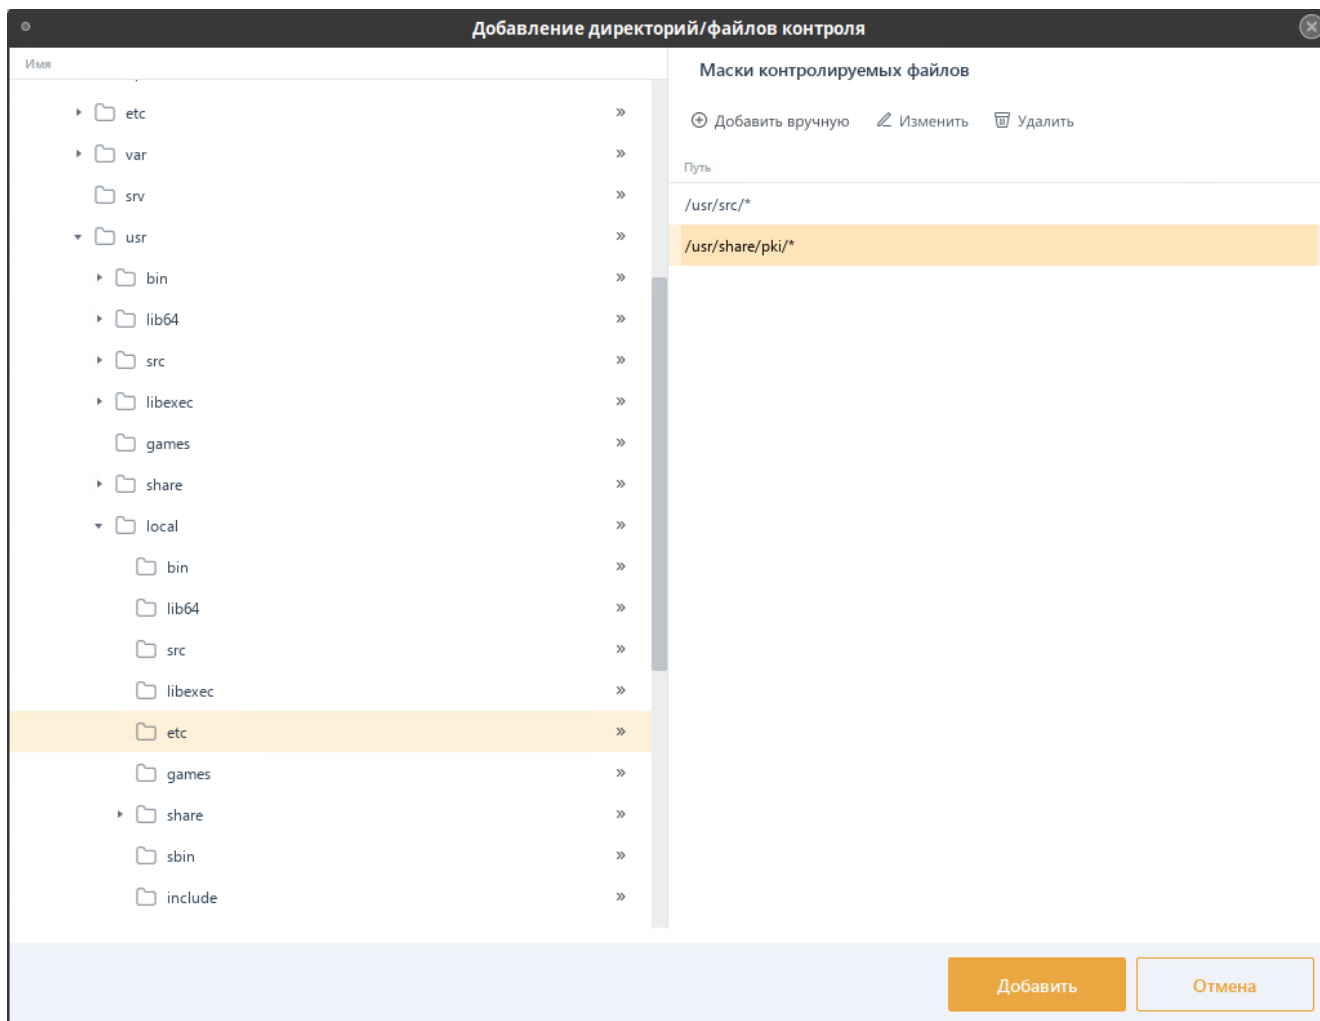 Добавление директорий/файлов контроля
Имя
etc
var
srv
usr
bin
lib64
src
libexec
games
share
local
bin
lib64
src
libexec
etc
games
share
sbin
include
Маски контролируемых файлов
Добавить вручную Изменить Удалить
Путь
/usr/src/*
/usr/share/pki/*
Добавить Отмена